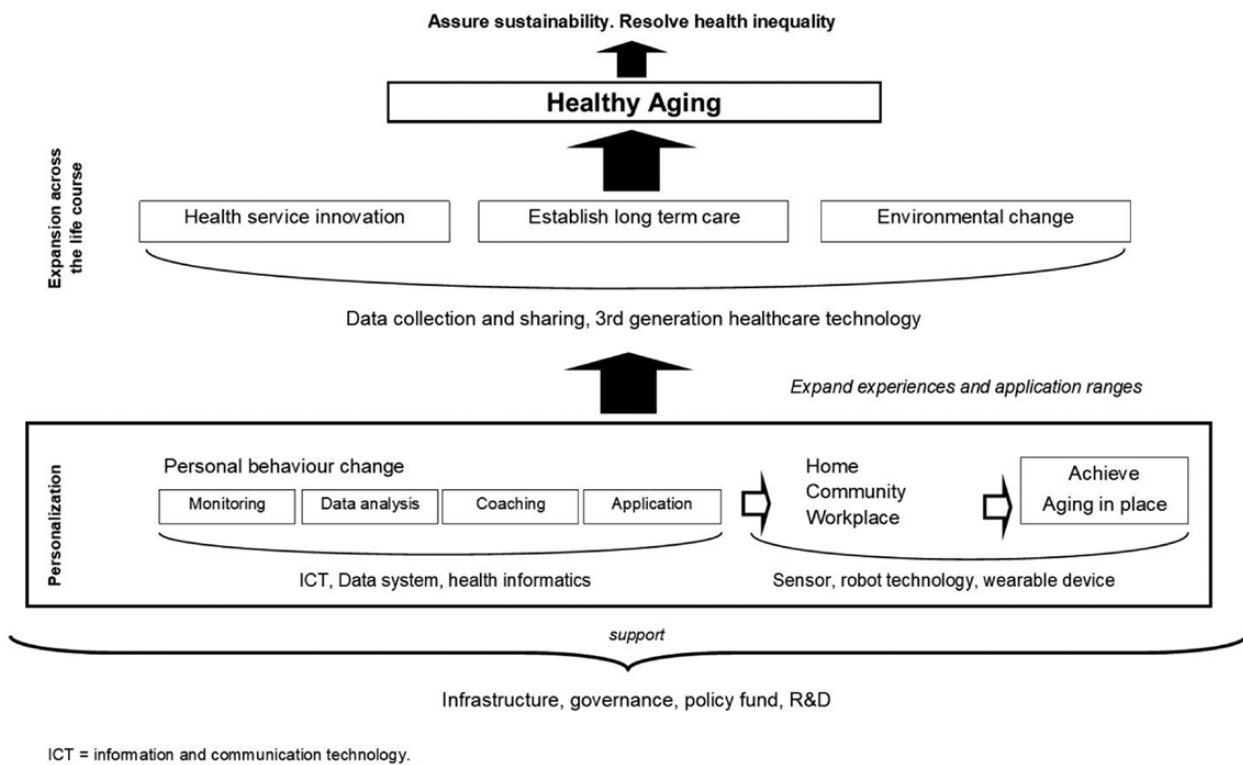 Assure sustainability. Resolve health inequality
Healthy Aging
Expansion across
the life course
Health service innovation
Establish long term care
Environmental change
Data collection and sharing, 3rd generation healthcare technology
Expand experiences and application ranges
Personalization
Personal behaviour change
Monitoring
Data analysis
Coaching
Application
Home
Community
Workplace
Achieve
Aging in place
ICT, Data system, health informatics
Sensor, robot technology, wearable device
support
Infrastructure, governance, policy fund, R&D
ICT = information and communication technology.